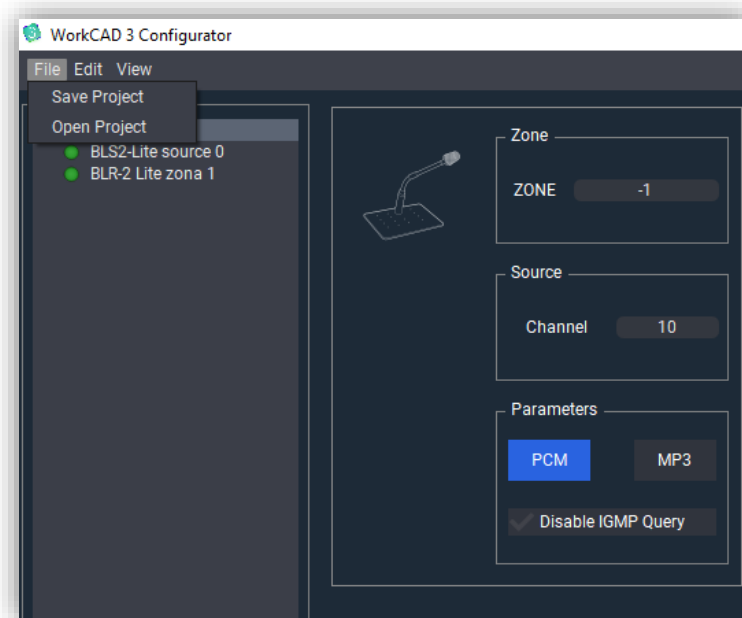 WorkCAD 3 Configurator
File Edit View
Save Project
Open Project
BLS2-Lite source 0
BLR-2 Lite zona 1
Zone
ZONE -1
Source
Channel 10
Parameters
PCM MP3
Disable IGMP Query